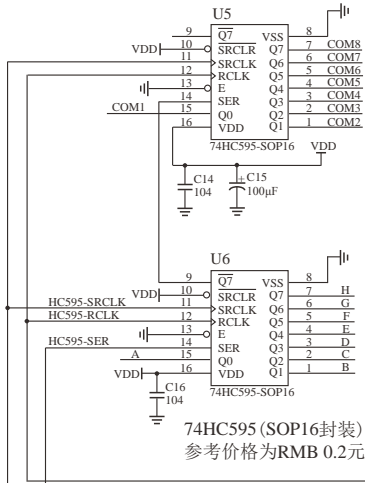 U5
9 Q7 VSS 8
VDD 10 SRCLR Q7 7 COM8
11 SRCLK Q6 6 COM7
12 RCLK Q5 5 COM6
13 E Q4 4 COM5
14 SER Q3 3 COM4
COM1 15 Q0 Q2 2 COM3
16 VDD Q1 1 COM2
74HC595-SOP16
VDD
C14
104
+ C15
100μF
U6
9 Q7 VSS 8
VDD 10 SRCLR Q7 7 H
HC595-SRCLK 11 SRCLK Q6 6 G
HC595-RCLK 12 RCLK Q5 5 F
13 E Q4 4 E
HC595-SER 14 SER Q3 3 D
A 15 Q0 Q2 2 C
VDD 16 VDD Q1 1 B
74HC595-SOP16
C16
104
74HC595(SOP16封装)
参考价格为RMB 0.2元